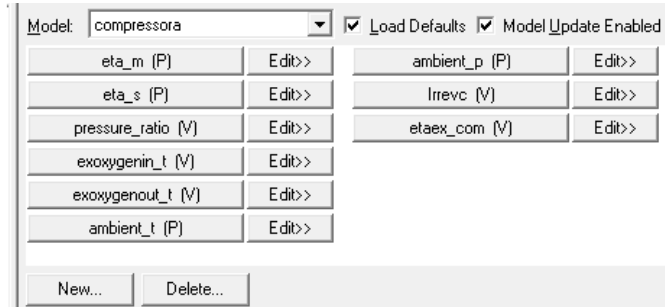 Model: compressora Load Defaults Model Update Enabled
eta_m (P) Edit>> ambient_p (P) Edit>>
eta_s (P) Edit>> Irrevc (V) Edit>>
pressure_ratio (V) Edit>> etaex_com (V) Edit>>
exoxygenin_t (V) Edit>>
exoxygenout_t (V) Edit>>
ambient_t (P) Edit>>
New... Delete...